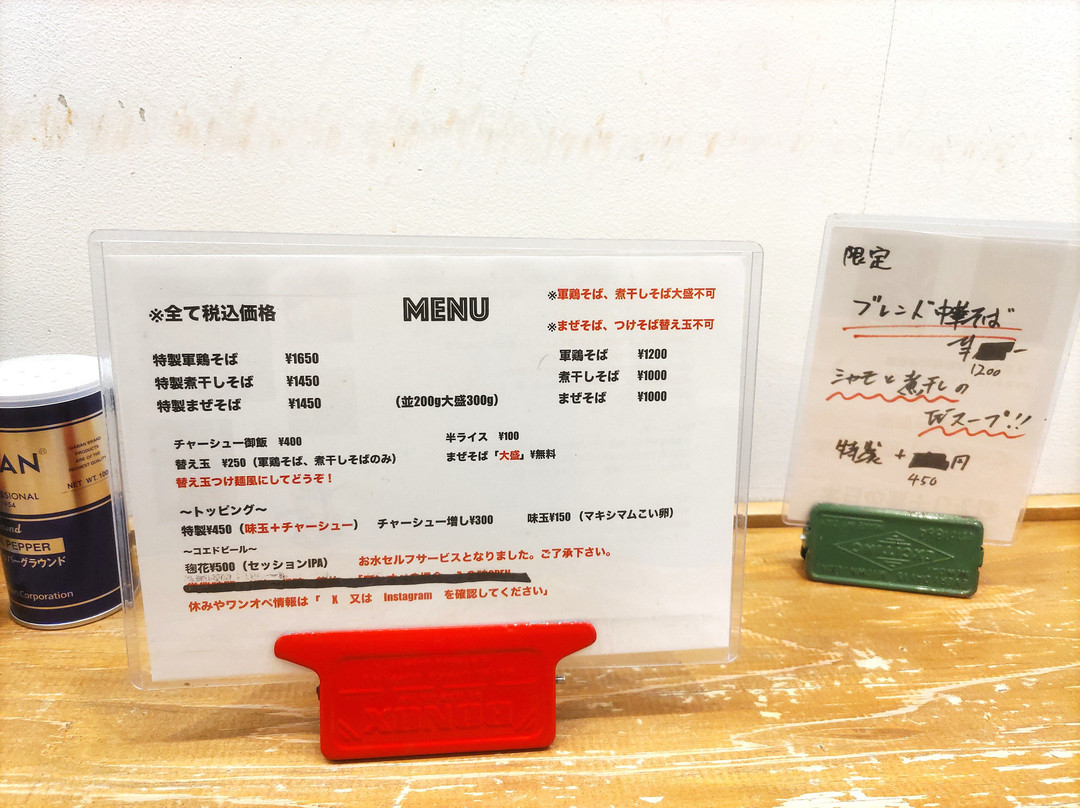 MENU
※全て税込価格
※軍鶏そば、煮干しそば大盛不可
※まぜそば、つけそば替え玉不可
特製軍鶏そば ¥1650
軍鶏そば ¥1200
特製煮干しそば ¥1450
煮干しそば ¥1000
特製まぜそば ¥1450 (並200g大盛300g) まぜそば ¥1000
チャーシュー御飯 ¥400
半ライス ¥100
替え玉 ¥250(軍鶏そば、煮干しそばのみ)
まぜそば「大盛」¥無料
替え玉つけ麺風にしてどうぞ!
〜トッピング〜
特製¥450(味玉+チャーシュー) チャーシュー増し¥300 味玉¥150(マキシマムこい卵)
〜コエドビール〜
毱花¥500(セッションIPA) お水セルフサービスとなりました。ご了承下さい。
休みやワンオペ情報は「 X 又は Instagram を確認してください」
限定
ブレンド中華そば
¥
1200
シャモと煮干しの
Wスープ!!
特製 + 円
450
AN®
PEPPER
NET WT. 100
Corporation